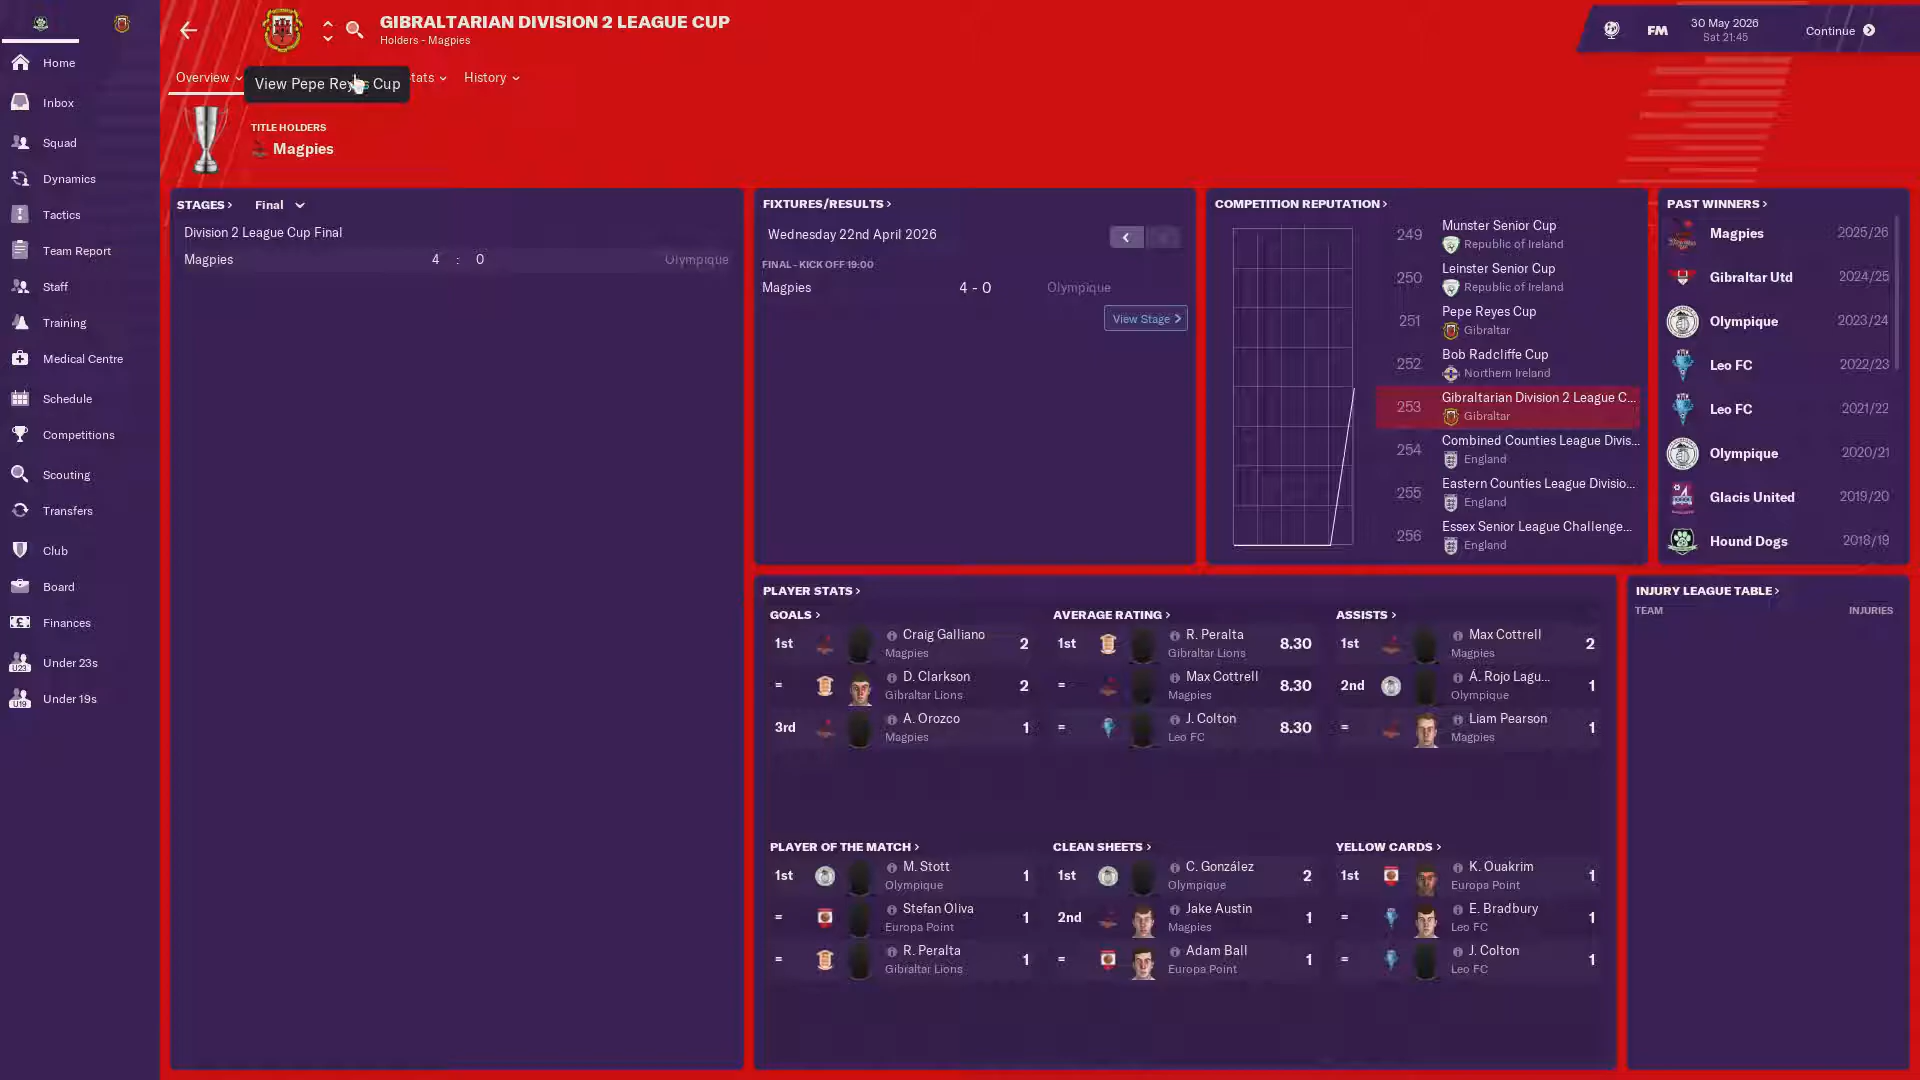 GIBRALTARIAN DIVISION 2 LEAGUE CUP
Holders - Magpies
FM
30 May 2026
Sat 21:45
Continue
Overview
View Pepe Reyes Cup
Stats
History
Home
Inbox
Squad
Dynamics
Tactics
Team Report
Staff
Training
Medical Centre
Schedule
Competitions
Scouting
Transfers
Club
Board
Finances
U23
Under 23s
U19
Under 19s
TITLE HOLDERS
Magpies
STAGES > Final
Division 2 League Cup Final
Magpies 4 : 0 Olympique
FIXTURES/RESULTS >
Wednesday 22nd April 2026
FINAL - KICK OFF 19:00
Magpies 4 - 0 Olympique
View Stage >
COMPETITION REPUTATION >
249 Munster Senior Cup
Republic of Ireland
250 Leinster Senior Cup
Republic of Ireland
251 Pepe Reyes Cup
Gibraltar
252 Bob Radcliffe Cup
Northern Ireland
253 Gibraltarian Division 2 League C...
Gibraltar
254 Combined Counties League Divis...
England
255 Eastern Counties League Divisio...
England
256 Essex Senior League Challenge...
England
PAST WINNERS >
Magpies 2025/26
Gibraltar Utd 2024/25
Olympique 2023/24
Leo FC 2022/23
Leo FC 2021/22
Olympique 2020/21
Glacis United 2019/20
Hound Dogs 2018/19
PLAYER STATS >
GOALS >
1st Craig Galliano 2
Magpies
= D. Clarkson 2
Gibraltar Lions
3rd A. Orozco 1
Magpies
AVERAGE RATING >
1st R. Peralta 8.30
Gibraltar Lions
= Max Cottrell 8.30
Magpies
= J. Colton 8.30
Leo FC
ASSISTS >
1st Max Cottrell 2
Magpies
2nd Á. Rojo Lagu... 1
Olympique
= Liam Pearson 1
Magpies
PLAYER OF THE MATCH >
1st M. Stott 1
Olympique
= Stefan Oliva 1
Europa Point
= R. Peralta 1
Gibraltar Lions
CLEAN SHEETS >
1st C. González 2
Olympique
2nd Jake Austin 1
Magpies
= Adam Ball 1
Europa Point
YELLOW CARDS >
1st K. Ouakrim 1
Europa Point
= E. Bradbury 1
Leo FC
= J. Colton 1
Leo FC
INJURY LEAGUE TABLE >
TEAM INJURIES